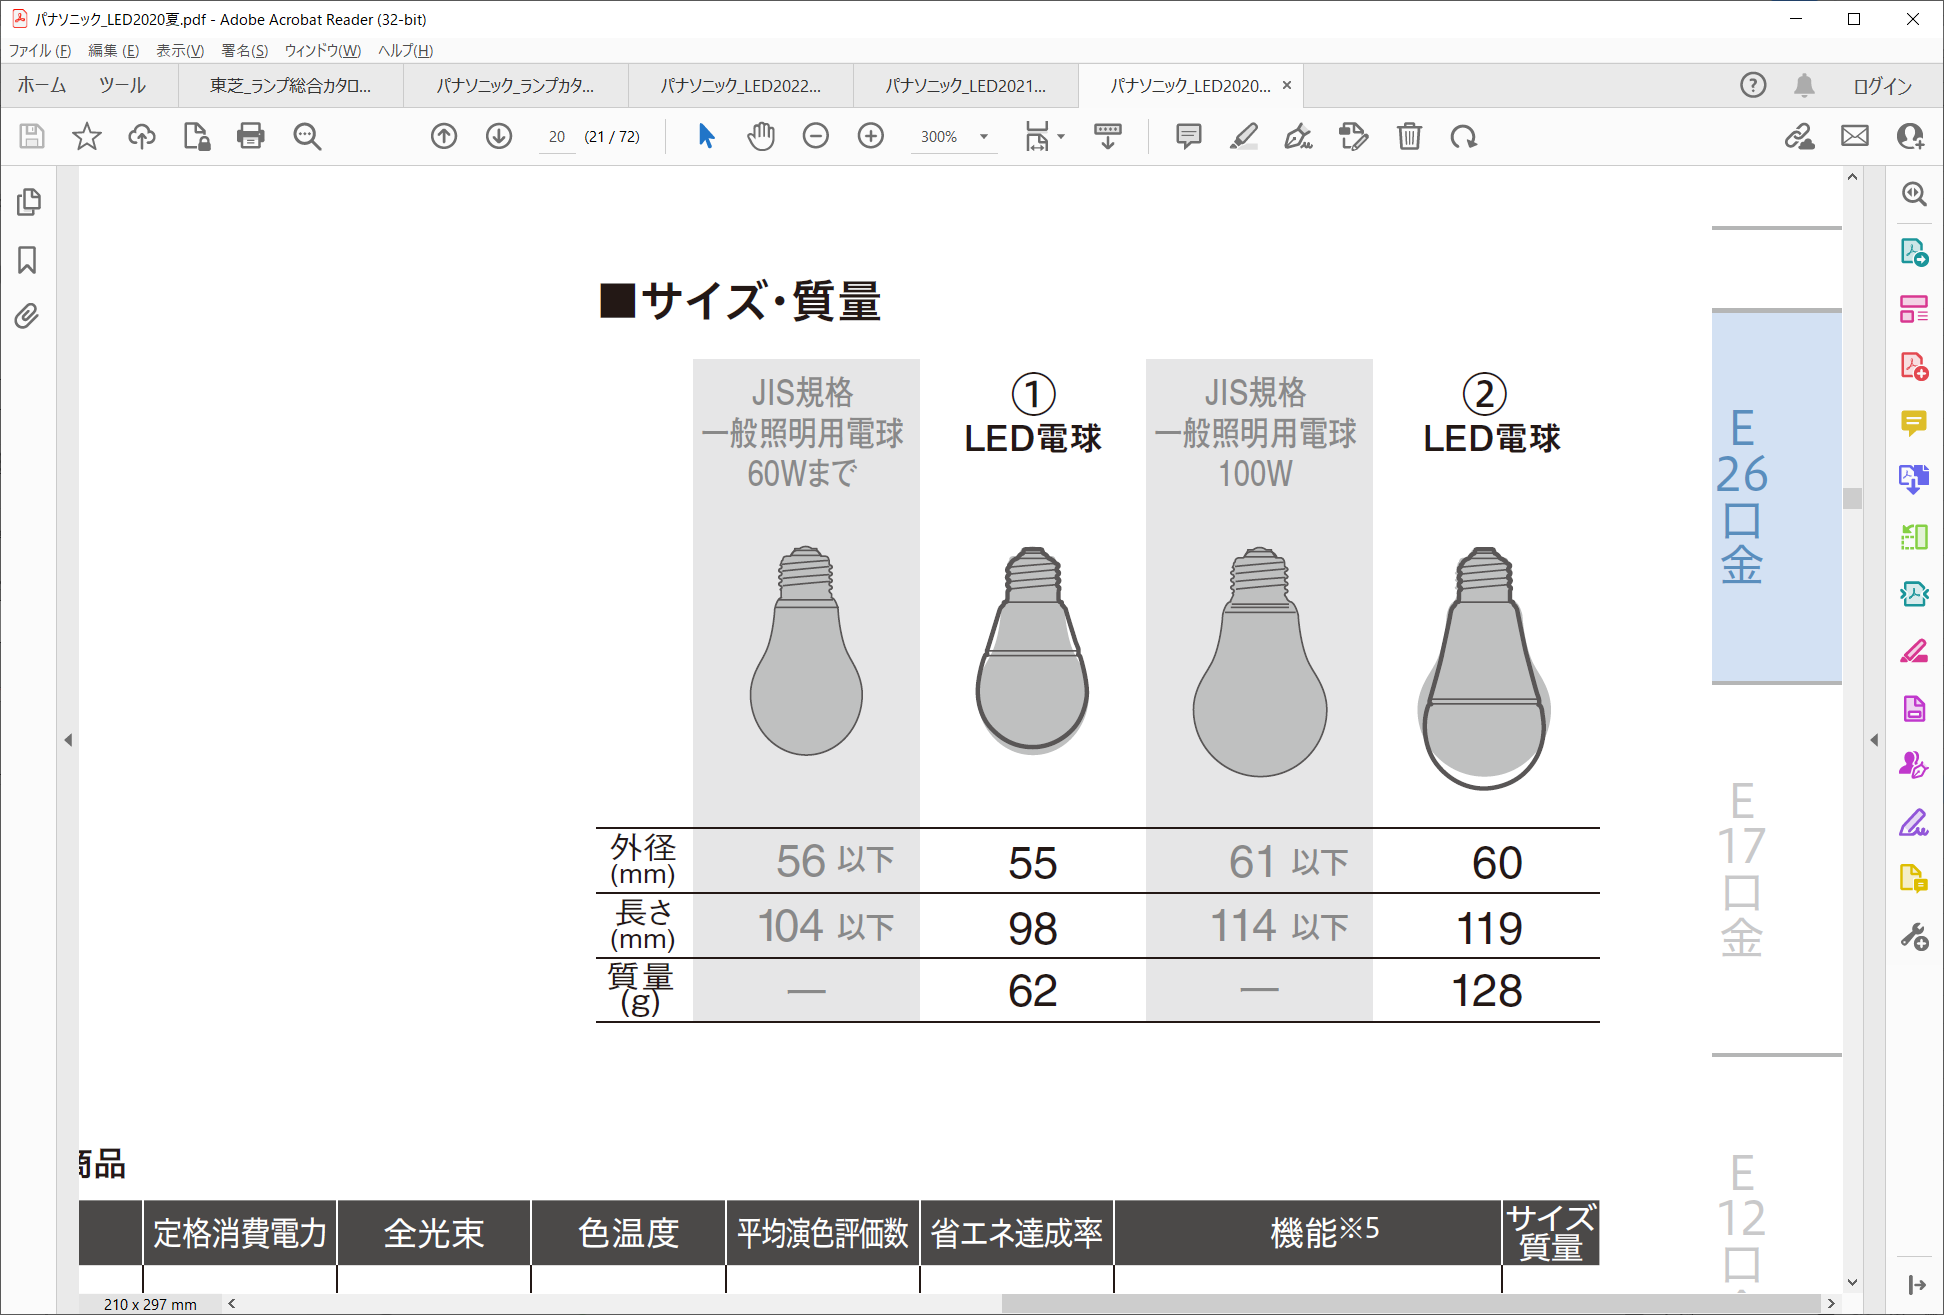 パナソニック_LED2020夏.pdf - Adobe Acrobat Reader (32-bit)
ファイル(F) 編集(E) 表示(V) 署名(S) ウィンドウ(W) ヘルプ(H)
ホーム ツール 東芝_ランプ総合カタロ... パナソニック_ランプカタ... パナソニック_LED2022... パナソニック_LED2021... パナソニック_LED2020... × ログイン
20 (21 / 72) 300%
■サイズ・質量
JIS規格
一般照明用電球
60Wまで
①
LED電球
JIS規格
一般照明用電球
100W
②
LED電球
外径
(mm)
56 以下 55 61 以下 60
長さ
(mm)
104 以下 98 114 以下 119
質量
(g)
— 62 — 128
E
26
口
金
E
17
口
金
E
12
口
商品
定格消費電力 全光束 色温度 平均演色評価数 省エネ達成率 機能※5 サイズ
質量
210 x 297 mm